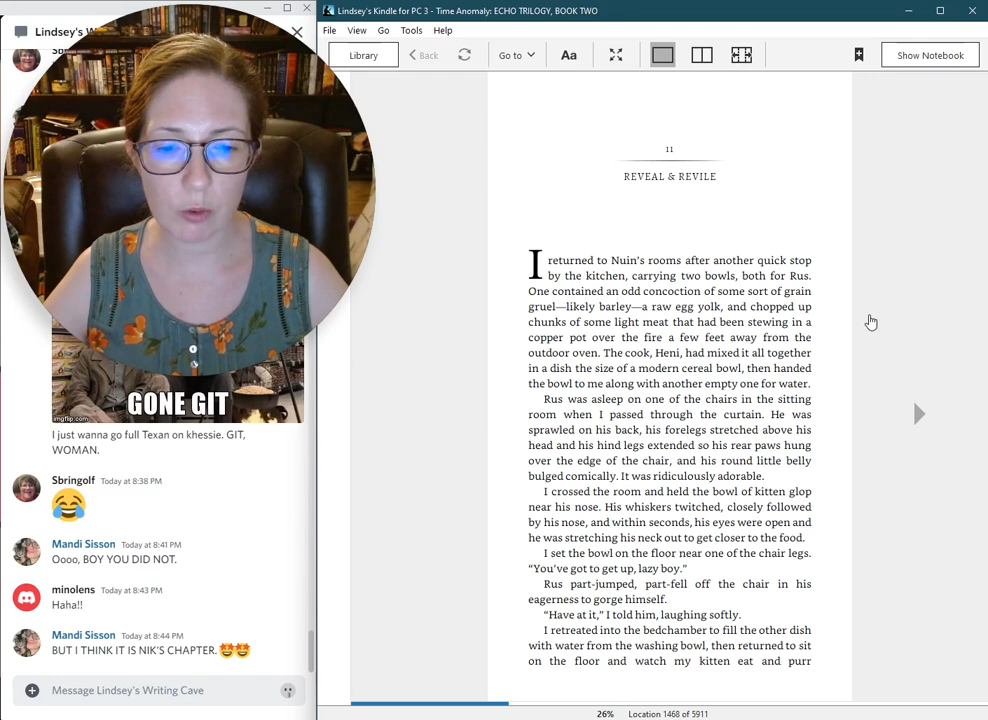 Lindsey's W
Sbr
GONE GIT
imgflip.com
I just wanna go full Texan on khessie. GIT,
WOMAN.
Sbringolf Today at 8:38 PM
Mandi Sisson Today at 8:41 PM
Oooo, BOY YOU DID NOT.
minolens Today at 8:43 PM
Haha!!
Mandi Sisson Today at 8:44 PM
BUT I THINK IT IS NIK'S CHAPTER.
Message Lindsey's Writing Cave
Lindsey's Kindle for PC 3 - Time Anomaly: ECHO TRILOGY, BOOK TWO
File View Go Tools Help
Library Back Go to Aa Show Notebook
11
REVEAL & REVILE
I returned to Nuin's rooms after another quick stop
by the kitchen, carrying two bowls, both for Rus.
One contained an odd concoction of some sort of grain
gruel—likely barley—a raw egg yolk, and chopped up
chunks of some light meat that had been stewing in a
copper pot over the fire a few feet away from the
outdoor oven. The cook, Heni, had mixed it all together
in a dish the size of a modern cereal bowl, then handed
the bowl to me along with another empty one for water.
Rus was asleep on one of the chairs in the sitting
room when I passed through the curtain. He was
sprawled on his back, his forelegs stretched above his
head and his hind legs extended so his rear paws hung
over the edge of the chair, and his round little belly
bulged comically. It was ridiculously adorable.
I crossed the room and held the bowl of kitten glop
near his nose. His whiskers twitched, closely followed
by his nose, and within seconds, his eyes were open and
he was stretching his neck out to get closer to the food.
I set the bowl on the floor near one of the chair legs.
“You've got to get up, lazy boy.”
Rus part-jumped, part-fell off the chair in his
eagerness to gorge himself.
“Have at it,” I told him, laughing softly.
I retreated into the bedchamber to fill the other dish
with water from the washing bowl, then returned to sit
on the floor and watch my kitten eat and purr
26% Location 1468 of 5911